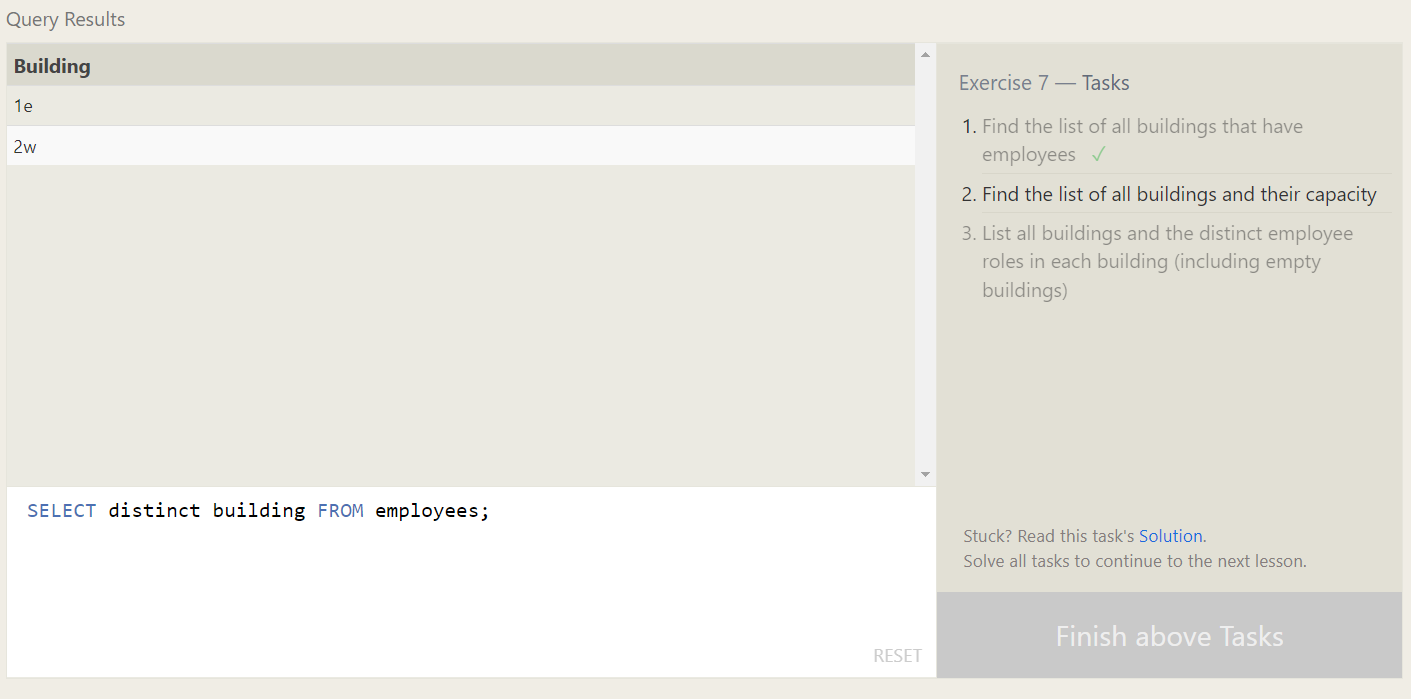 Query Results
Building
1e
2w
SELECT distinct building FROM employees;
RESET
Exercise 7 — Tasks
1. Find the list of all buildings that have
employees ✓
2. Find the list of all buildings and their capacity
3. List all buildings and the distinct employee
roles in each building (including empty
buildings)
Stuck? Read this task's Solution.
Solve all tasks to continue to the next lesson.
Finish above Tasks